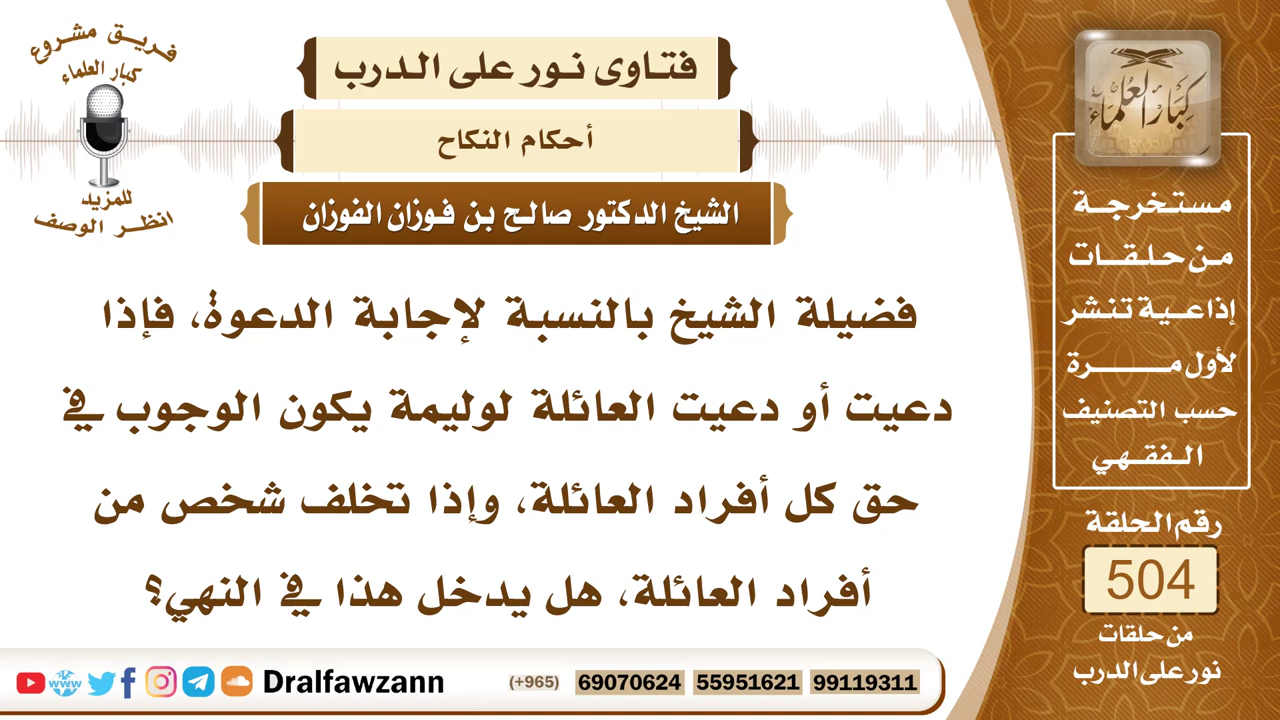 فريق مشروع
كبار العلماء
للمزيد
انظر الوصف
فتاوى نور على الدرب
أحكام النكاح
الشيخ الدكتور صالح بن فوزان الفوزان
فضيلة الشيخ بالنسبة لإجابة الدعوة، فإذا
دعيت أو دعيت العائلة لوليمة يكون الوجوب في
حق كل أفراد العائلة، وإذا تخلف شخص من
أفراد العائلة، هل يدخل هذا في النهي؟
كبار العلماء
مستخرجة
من حلقات
إذاعية تنشر
لأول مرة
حسب التصنيف
الفقهي
رقم الحلقة
504
من حلقات
نور على الدرب
www Dralfawzann (+965) 69070624 55951621 99119311